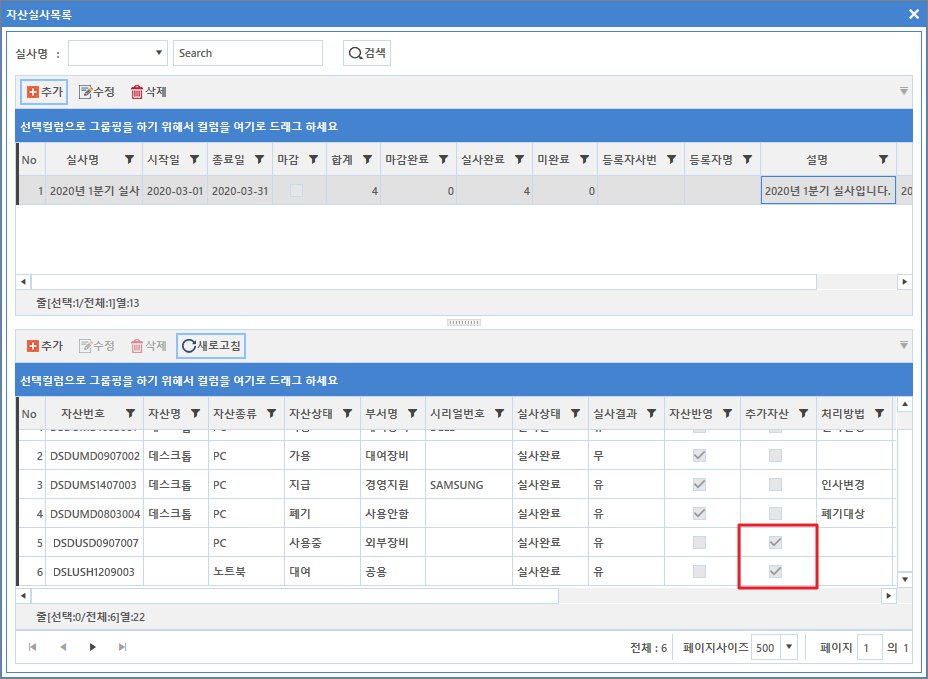 자산실사목록
실사명 : Search 검색
추가 수정 삭제
선택컬럼으로 그룹핑을 하기 위해서 컬럼을 여기로 드래그 하세요
No 실사명 시작일 종료일 마감 합계 마감완료 실사완료 미완료 등록자사번 등록자명 설명
1 2020년 1분기 실사 2020-03-01 2020-03-31 4 0 4 0 2020년 1분기 실사입니다. 20
줄[선택:1/전체:1]열:13
추가 수정 삭제 새로고침
선택컬럼으로 그룹핑을 하기 위해서 컬럼을 여기로 드래그 하세요
No 자산번호 자산명 자산종류 자산상태 부서명 시리얼번호 실사상태 실사결과 자산반영 추가자산 처리방법
2 DSDUMD0907002 데스크톱 PC 가용 대여장비 실사완료 무
3 DSDUMS1407003 데스크톱 PC 지급 경영지원 SAMSUNG 실사완료 유 인사변경
4 DSDUMD0803004 데스크톱 PC 폐기 사용안함 실사완료 유 폐기대상
5 DSDUSD0907007 PC 사용중 외부장비 실사완료 유
6 DSLUSH1209003 노트북 대여 공용 실사완료 유
줄[선택:0/전체:6]열:22
전체 : 6 페이지사이즈 500 페이지 1 의 1